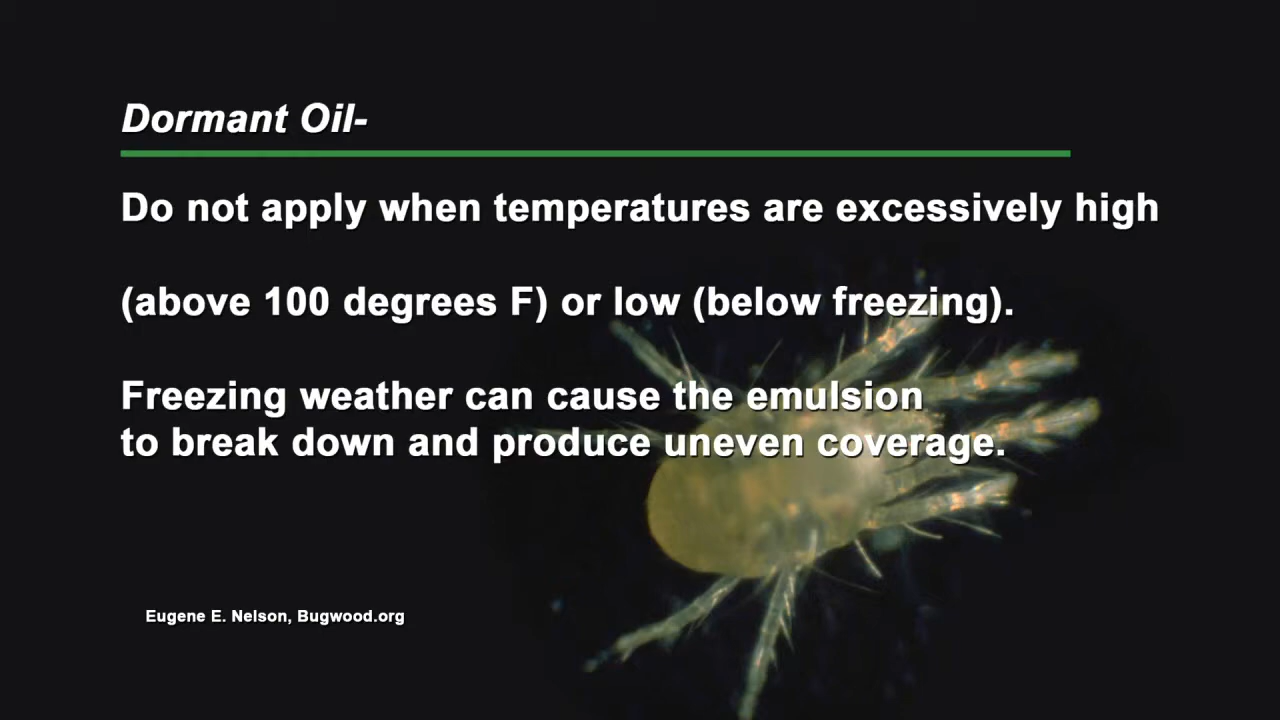 Dormant Oil-
Do not apply when temperatures are excessively high
(above 100 degrees F) or low (below freezing).
Freezing weather can cause the emulsion
to break down and produce uneven coverage.
Eugene E. Nelson, Bugwood.org